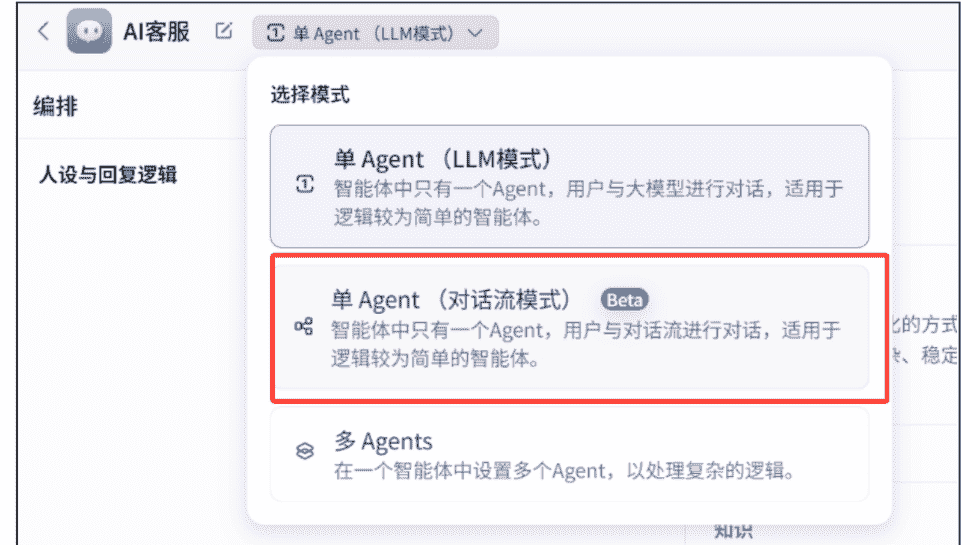 AI客服
单 Agent （LLM模式）
选择模式
编排
人设与回复逻辑
单 Agent （LLM模式）
智能体中只有一个Agent，用户与大模型进行对话，适用于
逻辑较为简单的智能体。
单 Agent （对话流模式） Beta
智能体中只有一个Agent，用户与对话流进行对话，适用于
逻辑较为简单的智能体。
的方式
、稳定
多 Agents
在一个智能体中设置多个Agent，以处理复杂的逻辑。
知识